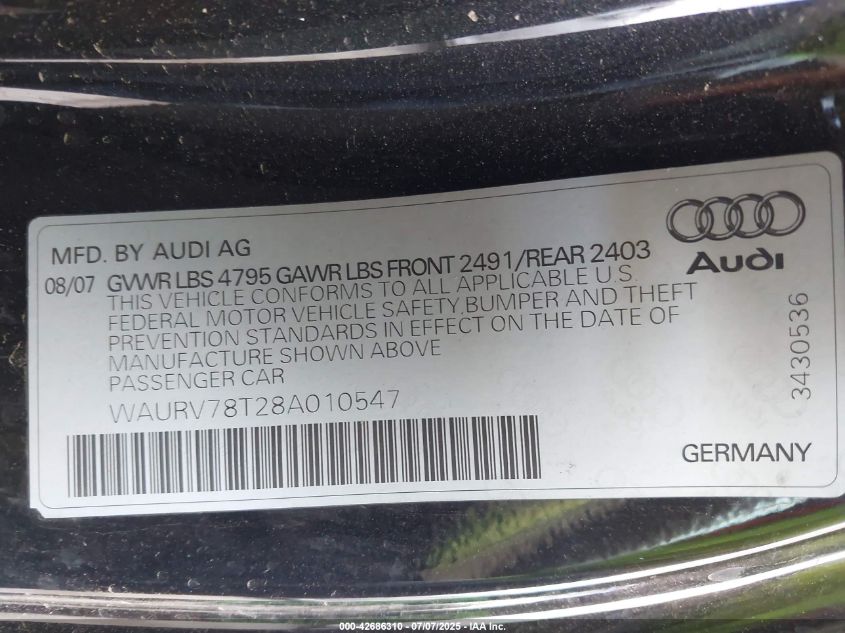 MFD. BY AUDI AG
08/07 GVWR LBS 4795 GAWR LBS FRONT 2491/REAR 2403
THIS VEHICLE CONFORMS TO ALL APPLICABLE U.S.
FEDERAL MOTOR VEHICLE SAFETY,BUMPER AND THEFT
PREVENTION STANDARDS IN EFFECT ON THE DATE OF
MANUFACTURE SHOWN ABOVE
PASSENGER CAR
WAURV78T28A010547
Audi
3430536
GERMANY
000-42686310 - 07/07/2025 - IAA Inc.